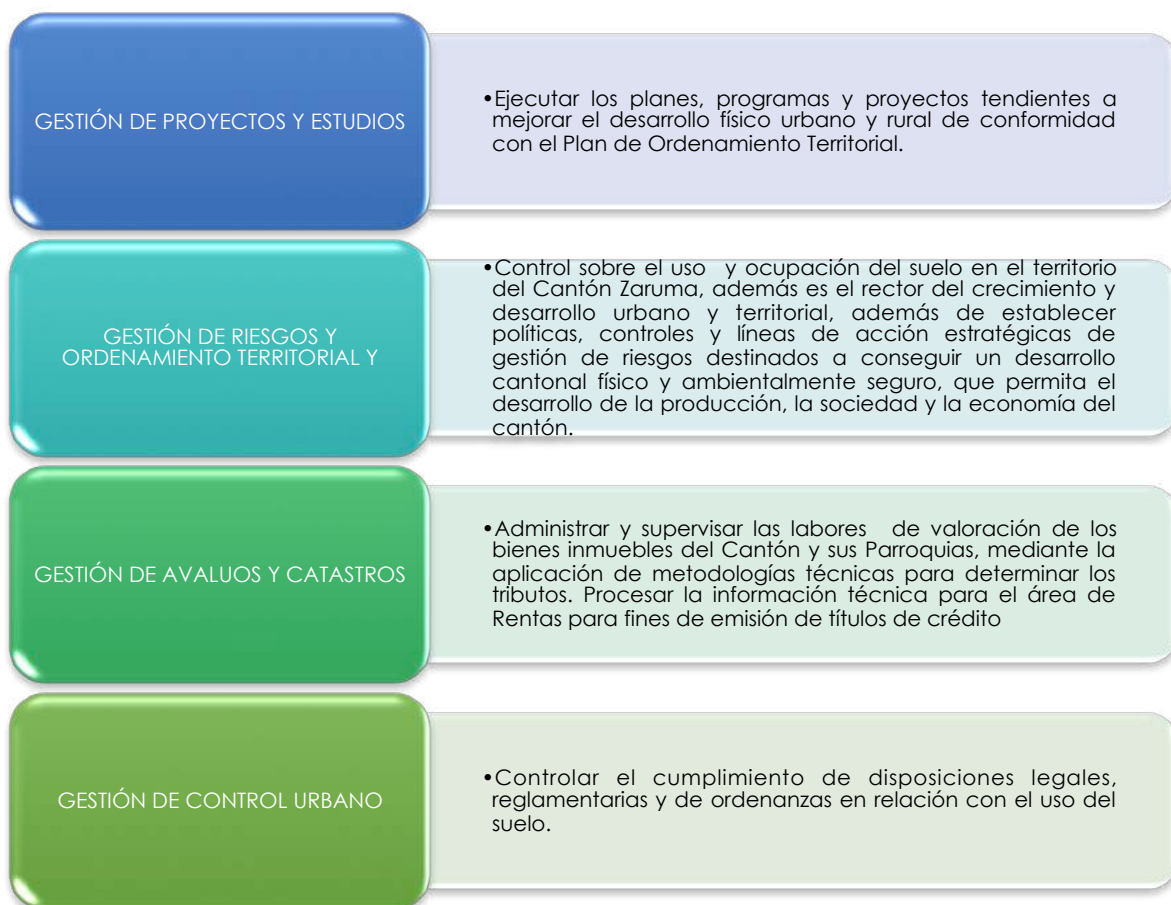 GESTIÓN DE PROYECTOS Y ESTUDIOS
•Ejecutar los planes, programas y proyectos tendientes a
mejorar el desarrollo físico urbano y rural de conformidad
con el Plan de Ordenamiento Territorial.
GESTIÓN DE RIESGOS Y
ORDENAMIENTO TERRITORIAL Y
•Control sobre el uso y ocupación del suelo en el territorio
del Cantón Zaruma, además es el rector del crecimiento y
desarrollo urbano y territorial, además de establecer
políticas, controles y líneas de acción estratégicas de
gestión de riesgos destinados a conseguir un desarrollo
cantonal físico y ambientalmente seguro, que permita el
desarrollo de la producción, la sociedad y la economía del
cantón.
GESTIÓN DE AVALUOS Y CATASTROS
•Administrar y supervisar las labores de valoración de los
bienes inmuebles del Cantón y sus Parroquias, mediante la
aplicación de metodologías técnicas para determinar los
tributos. Procesar la información técnica para el área de
Rentas para fines de emisión de títulos de crédito
GESTIÓN DE CONTROL URBANO
•Controlar el cumplimiento de disposiciones legales,
reglamentarias y de ordenanzas en relación con el uso del
suelo.